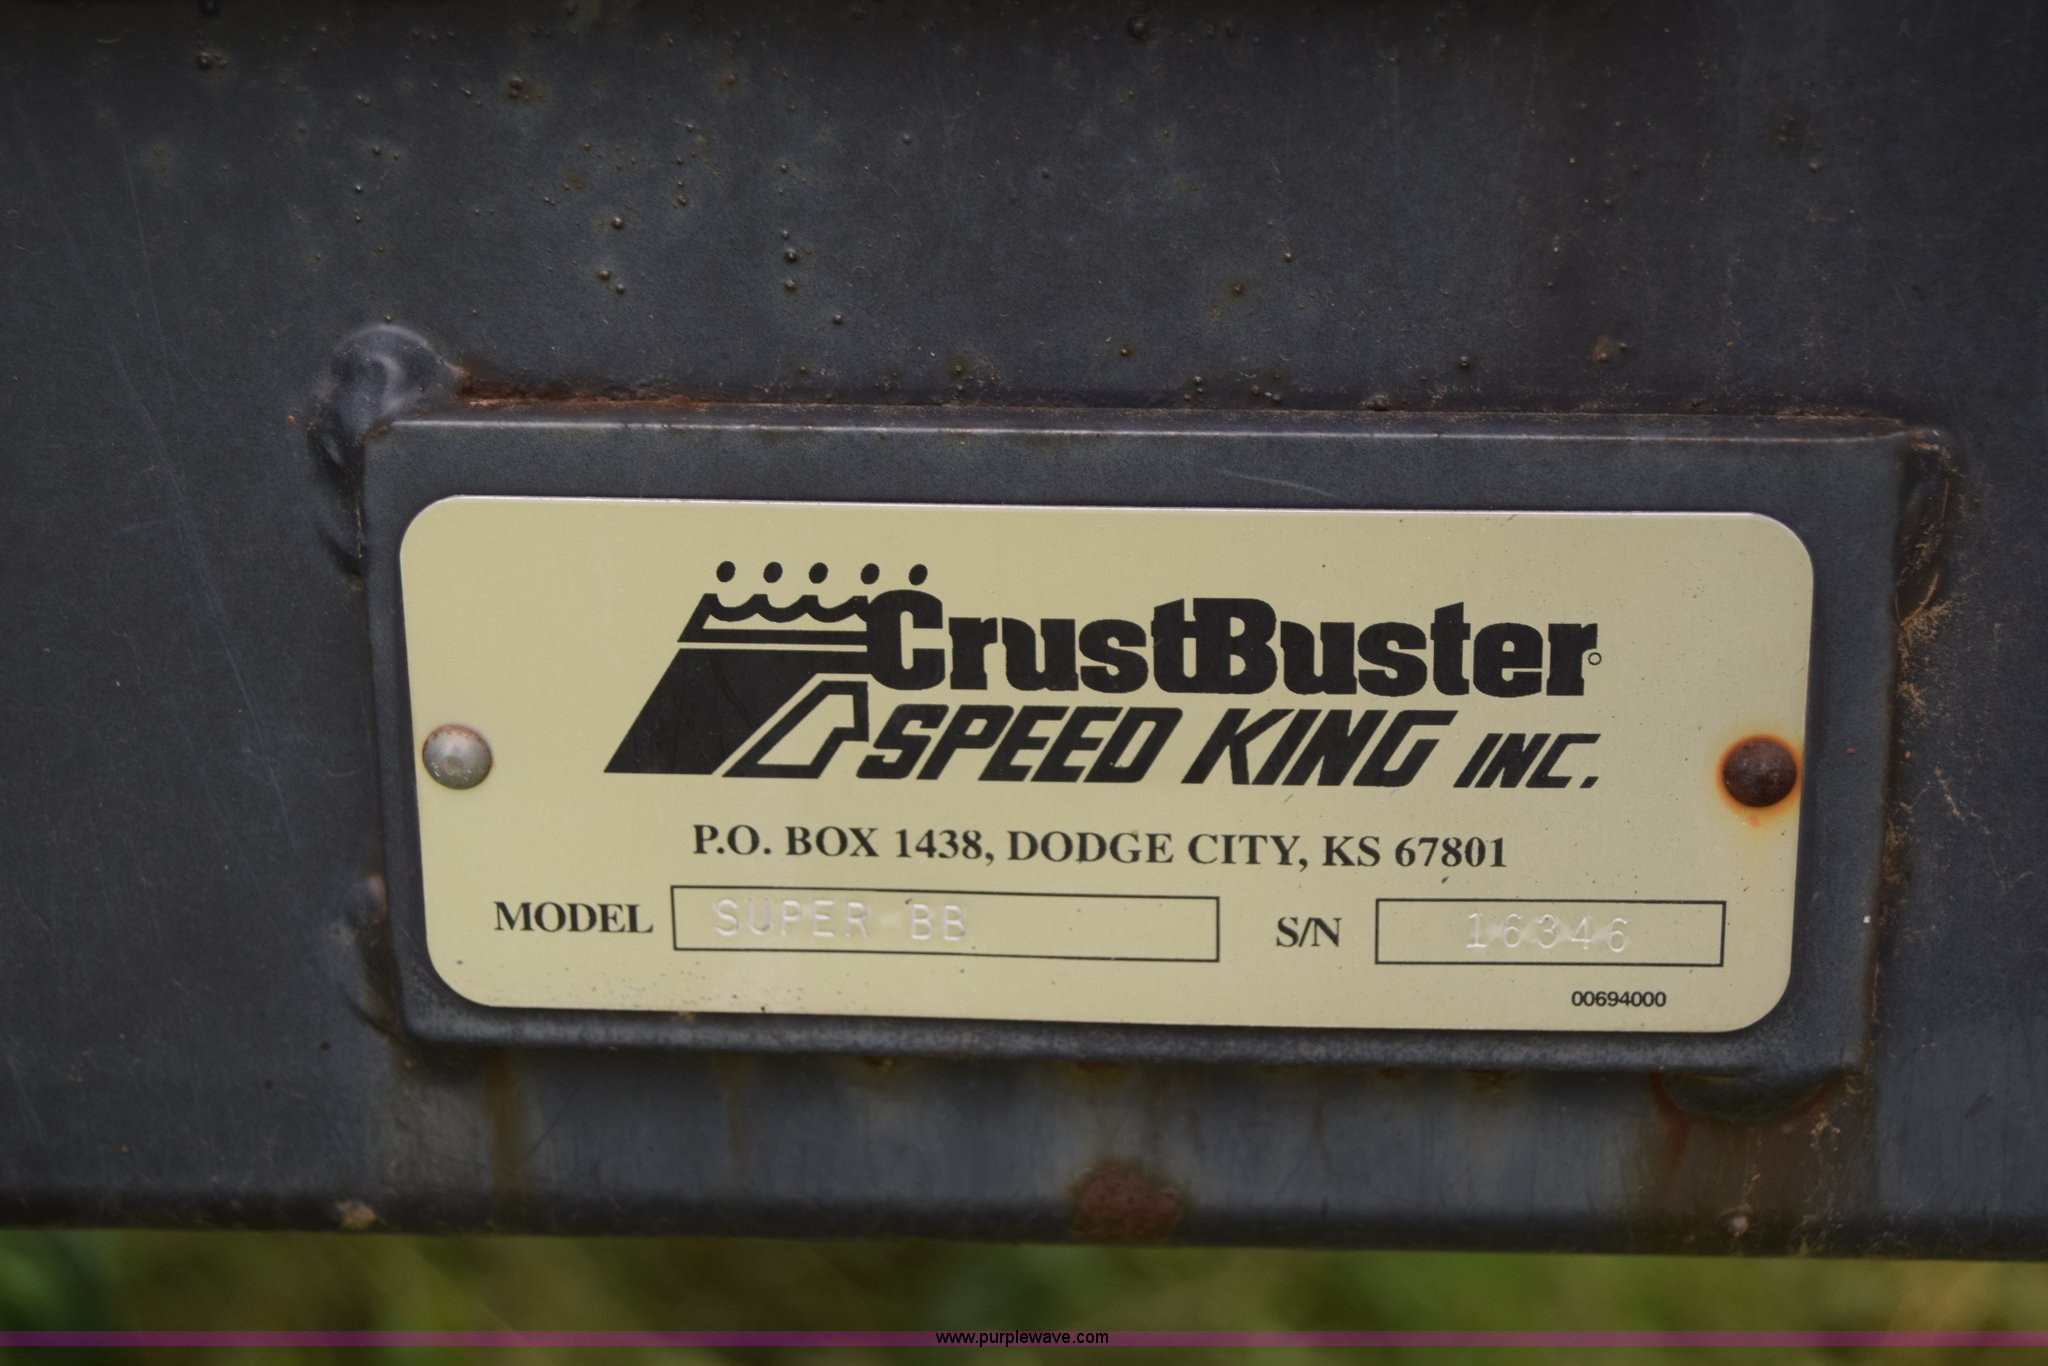 CrustBuster®
SPEED KING INC.
P.O. BOX 1438, DODGE CITY, KS 67801
MODEL SUPER BB S/N 16346
00694000
www.purplewave.com